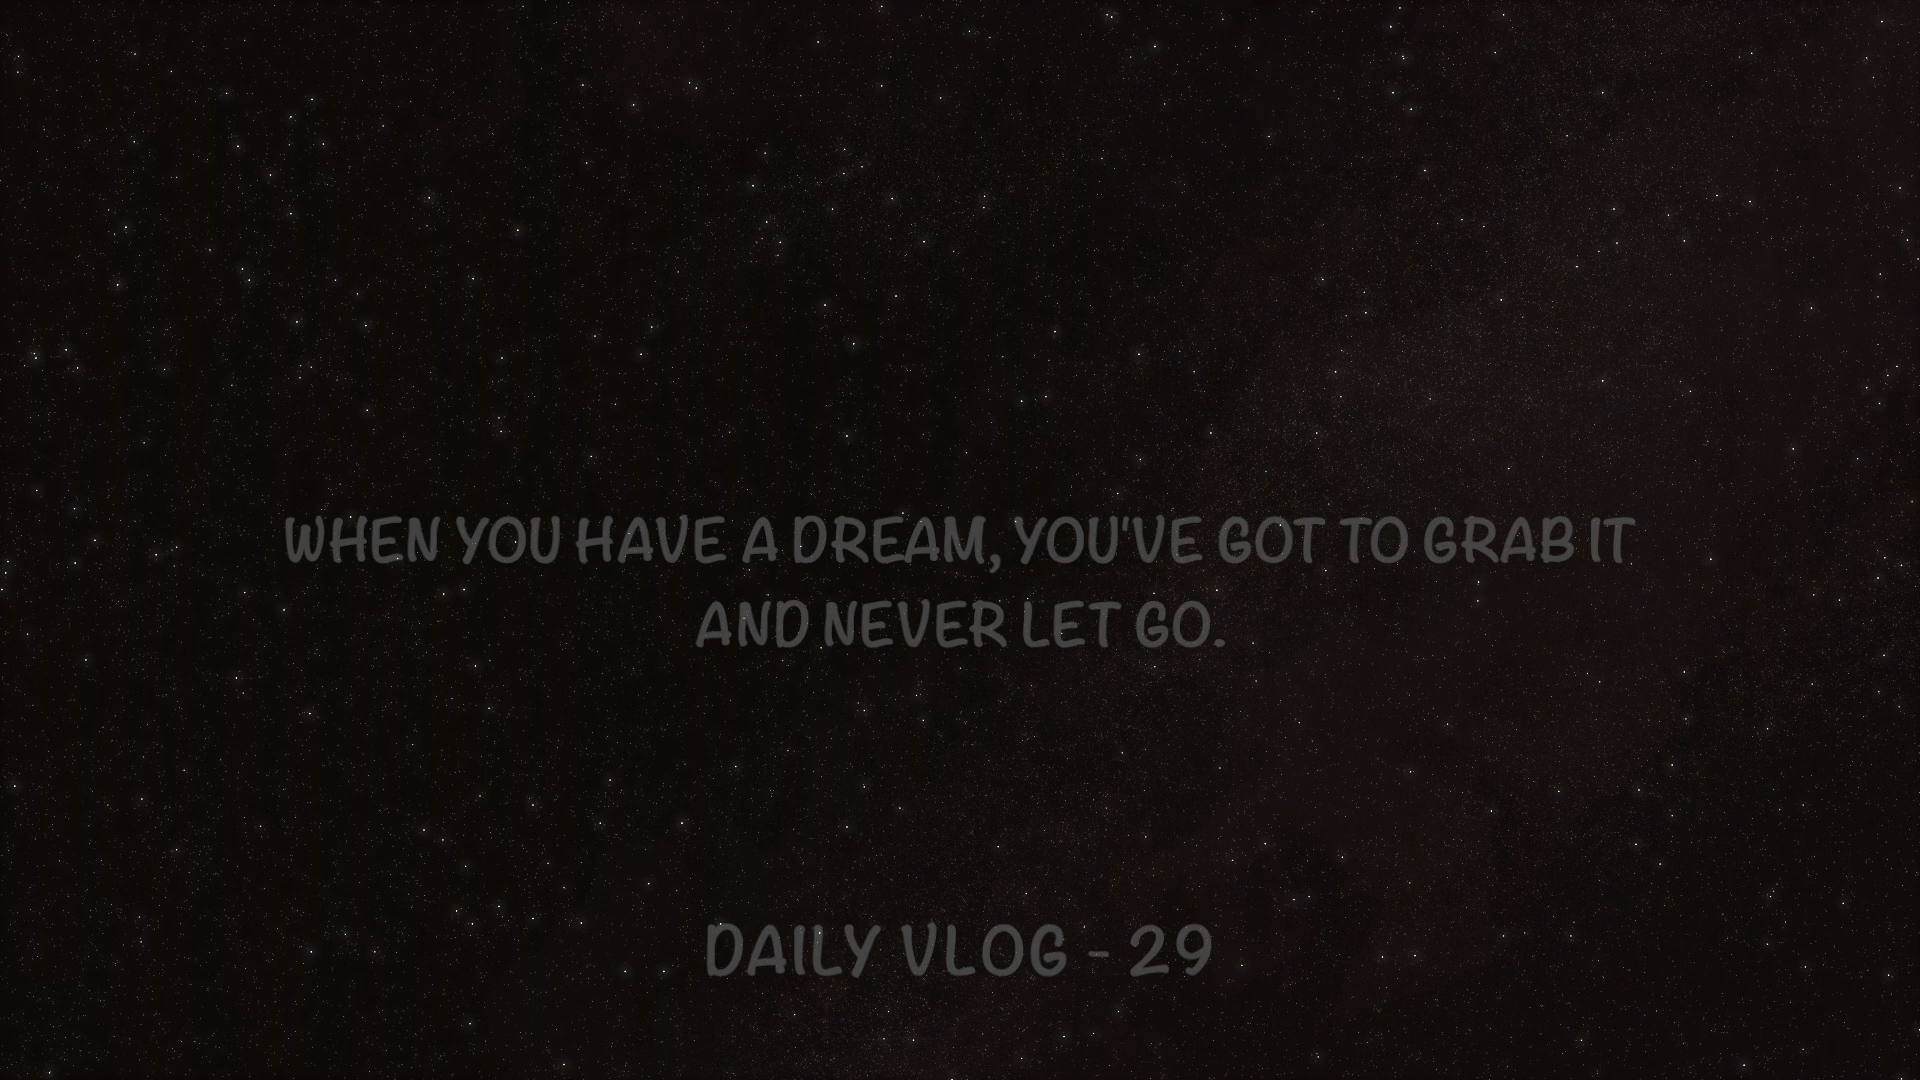 WHEN YOU HAVE A DREAM, YOU'VE GOT TO GRAB IT
AND NEVER LET GO.
DAILY VLOG - 29